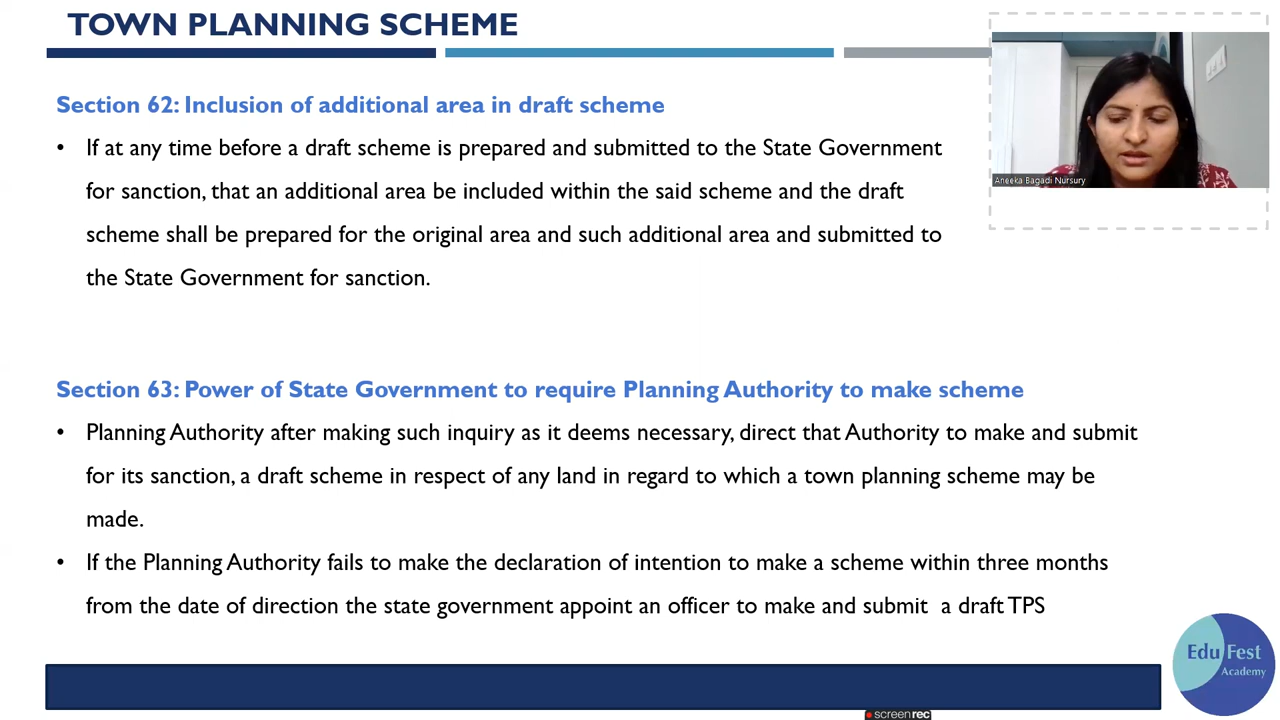 TOWN PLANNING SCHEME
Aneeka Bagadi Nursury
Section 62: Inclusion of additional area in draft scheme
• If at any time before a draft scheme is prepared and submitted to the State Government
for sanction, that an additional area be included within the said scheme and the draft
scheme shall be prepared for the original area and such additional area and submitted to
the State Government for sanction.
Section 63: Power of State Government to require Planning Authority to make scheme
• Planning Authority after making such inquiry as it deems necessary, direct that Authority to make and submit
for its sanction, a draft scheme in respect of any land in regard to which a town planning scheme may be
made.
• If the Planning Authority fails to make the declaration of intention to make a scheme within three months
from the date of direction the state government appoint an officer to make and submit a draft TPS
Edu Fest
Academy
screenrec